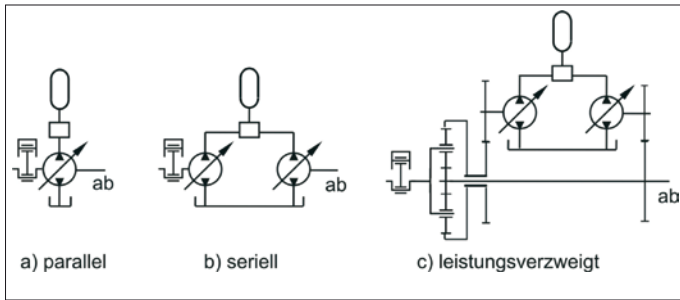 ab
ab
ab
a) parallel
b) seriell
c) leistungsverzweigt